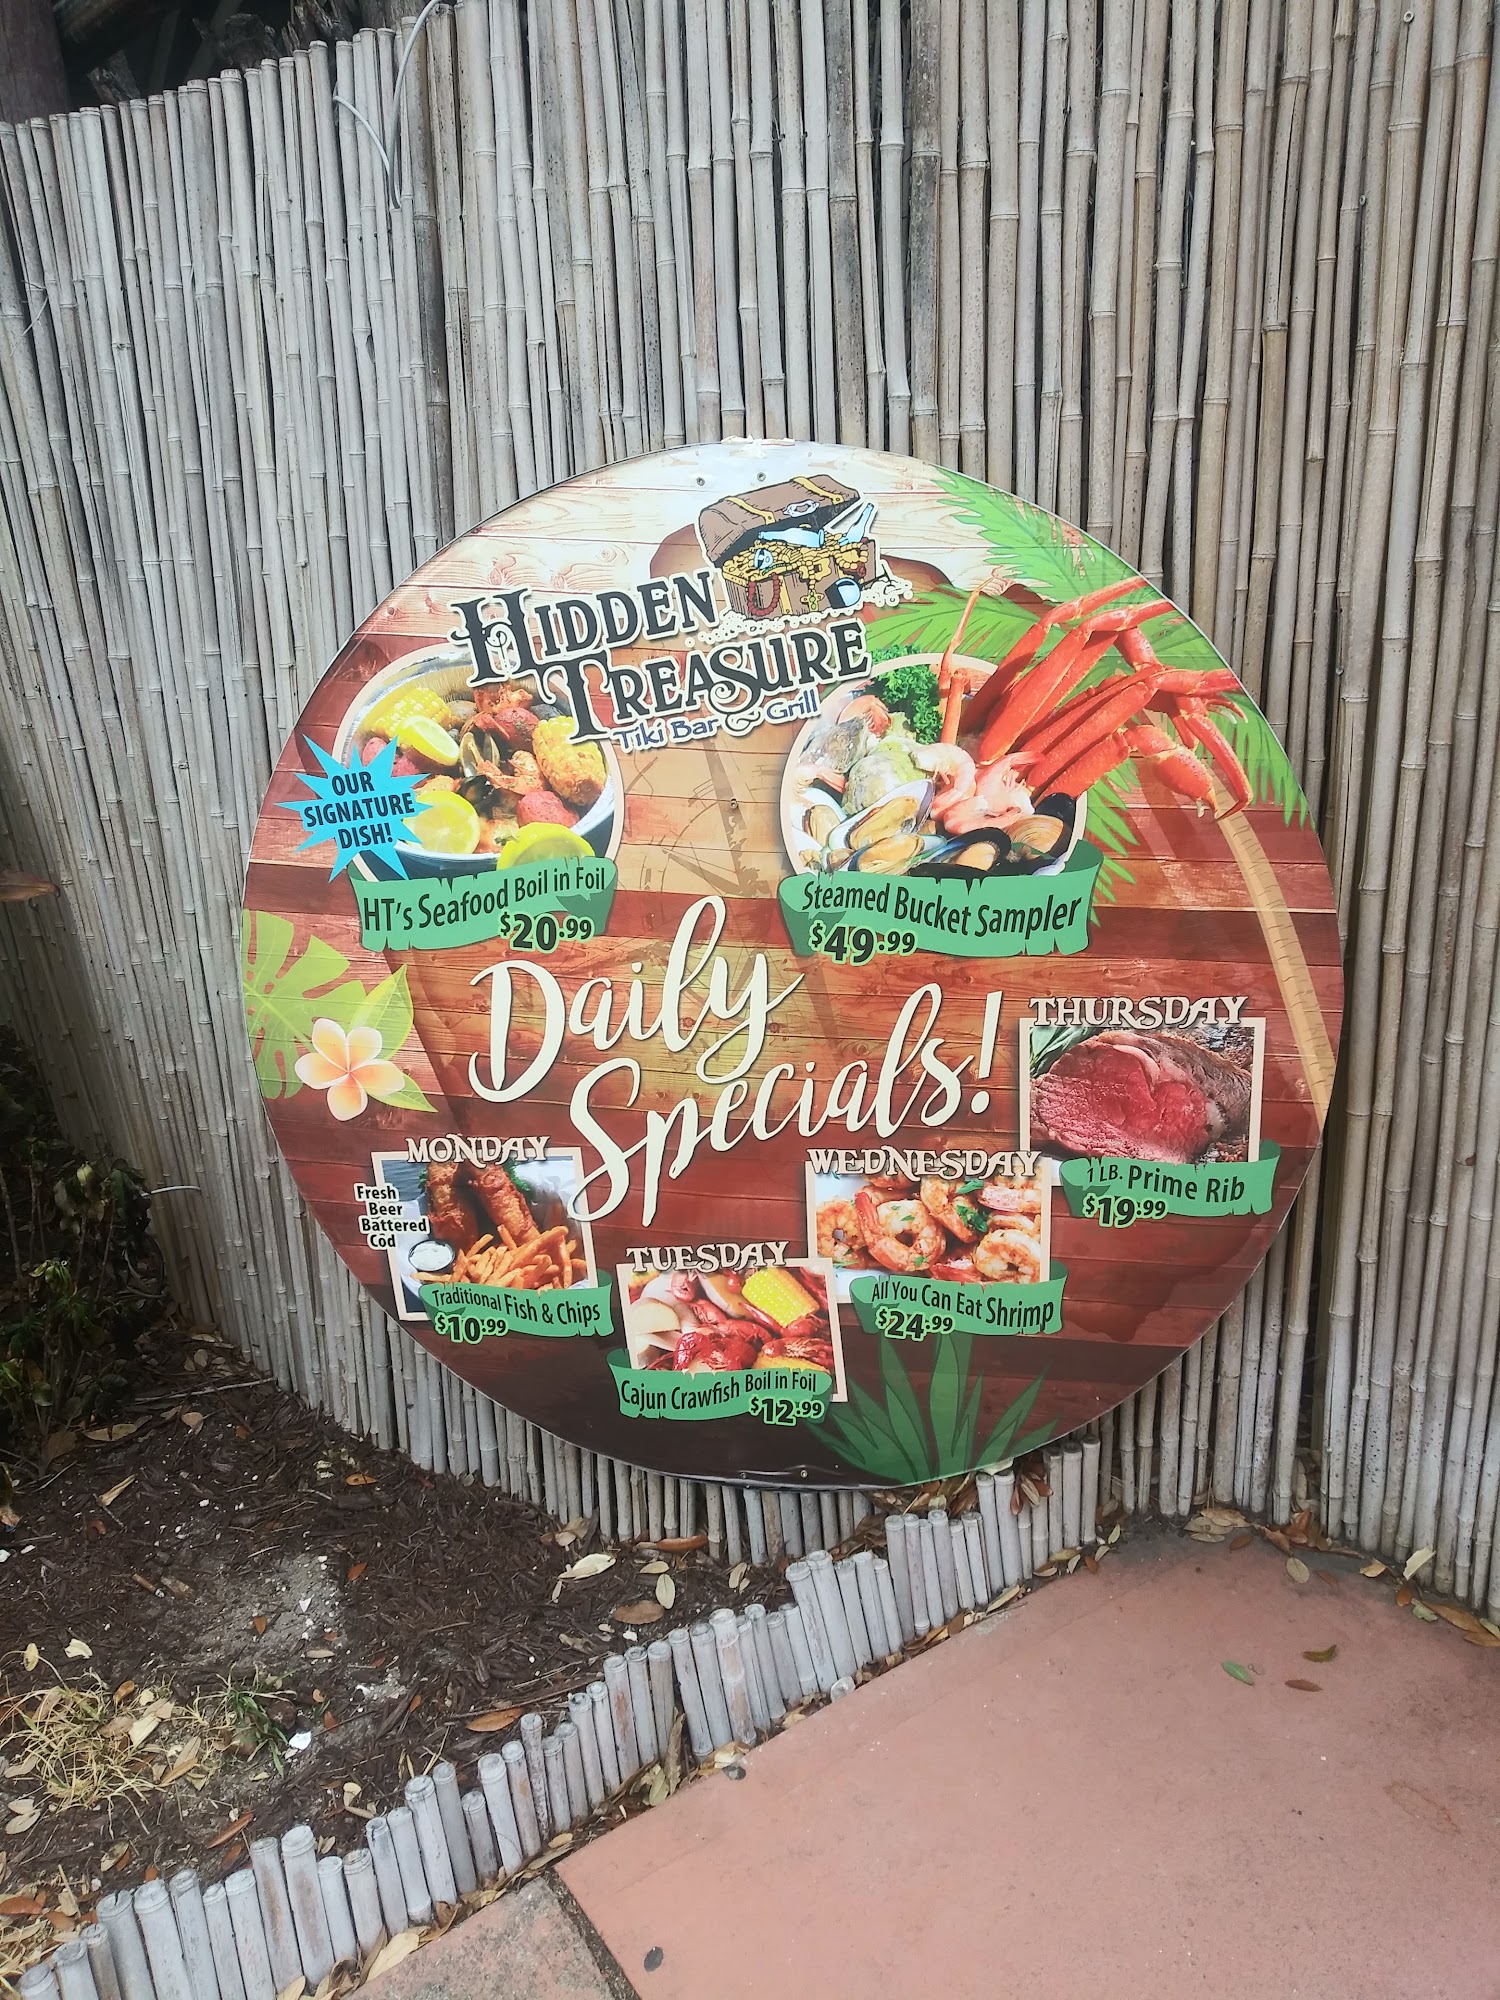 HIDDEN
TREASURE
Tiki Bar & Grill
OUR
SIGNATURE
DISH!
HT's Seafood Boil in Foil
$20.99
Steamed Bucket Sampler
$49.99
Daily
Specials!
MONDAY
Fresh
Beer
Battered
Cod
Traditional Fish & Chips
$10.99
TUESDAY
Cajun Crawfish Boil in Foil
$12.99
WEDNESDAY
All You Can Eat Shrimp
$24.99
THURSDAY
1 LB. Prime Rib
$19.99